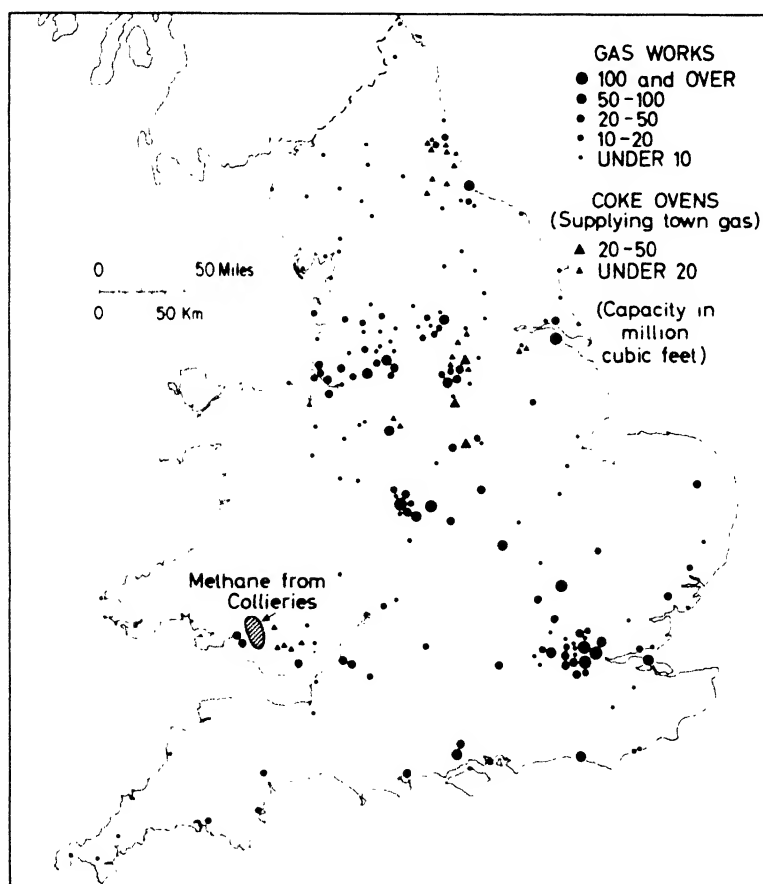 GAS WORKS
100 and OVER
50-100
20-50
10-20
UNDER 10
COKE OVENS
(Supplying town gas)
20-50
UNDER 20
(Capacity in
million
cubic feet)
0 50 Miles
0 50 Km
Methane from
Collieries